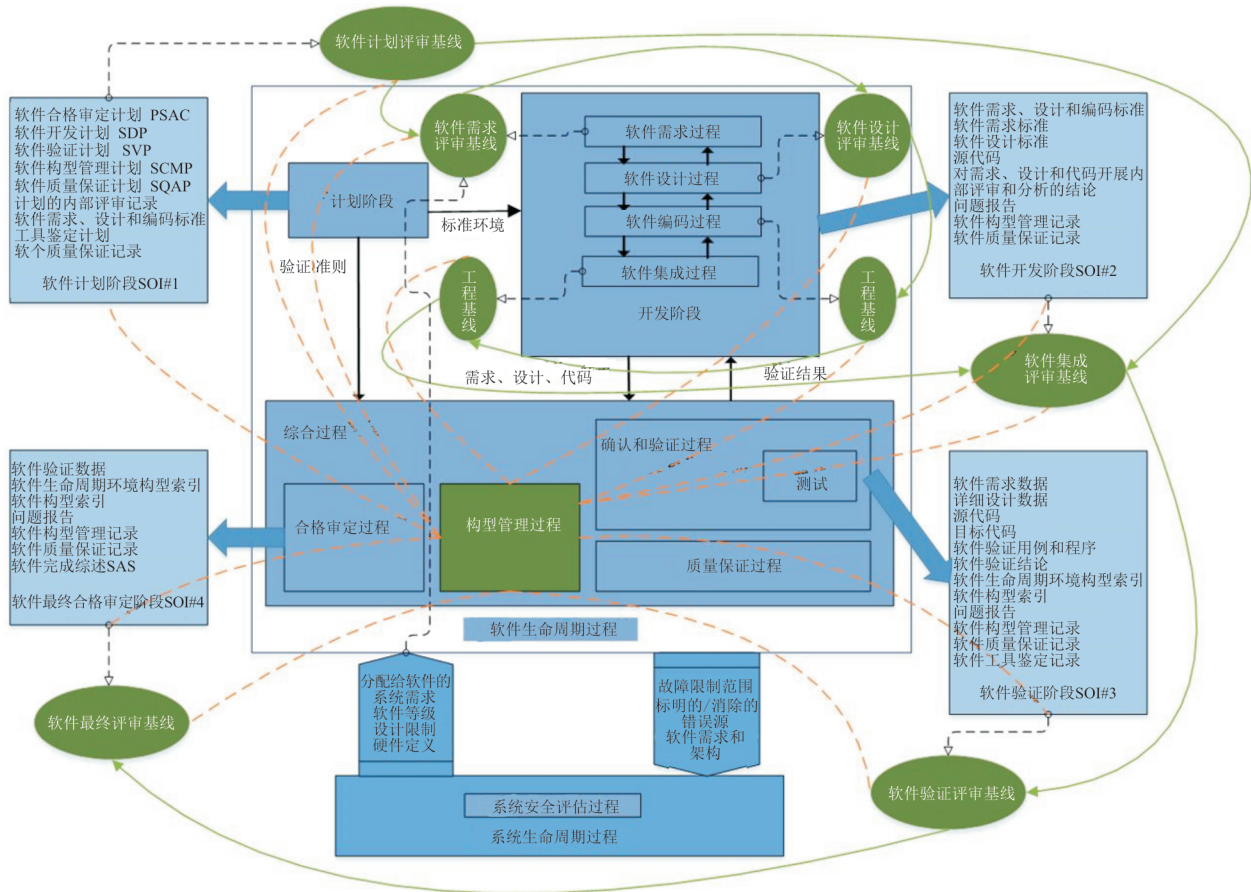 软件计划评审基线
软件合格审定计划 PSAC
软件开发计划 SDP
软件验证计划 SVP
软件构型管理计划 SCMP
软件质量保证计划 SQAP
计划的内部评审记录
软件需求、设计和编码标准
工具鉴定计划
软个质量保证记录
软件计划阶段SOI#1
软件需求
评审基线
计划阶段
标准环境
验证准则
软件需求过程
软件设计过程
软件编码过程
软件集成过程
开发阶段
软件设计
评审基线
工程基线
工程基线
软件需求、设计和编码标准
软件需求标准
软件设计标准
源代码
对需求、设计和代码开展内
部评审和分析的结论
问题报告
软件构型管理记录
软件质量保证记录
软件开发阶段SOI#2
软件集成
评审基线
需求、设计、代码
验证结果
综合过程
合格审定过程
构型管理过程
确认和验证过程
测试
质量保证过程
软件生命周期过程
软件验证数据
软件生命周期环境构型索引
软件构型索引
问题报告
软件构型管理记录
软件质量保证记录
软件完成综述SAS
软件最终合格审定阶段SOI#4
软件最终评审基线
软件需求数据
详细设计数据
源代码
目标代码
软件验证用例和程序
软件验证结论
软件生命周期环境构型索引
软件构型索引
问题报告
软件构型管理记录
软件质量保证记录
软件工具鉴定记录
软件验证阶段SOI#3
软件验证评审基线
分配给软件的
系统需求
软件等级
设计限制
硬件定义
故障限制范围
标明的/消除的
错误源
软件需求和
架构
系统安全评估过程
系统生命周期过程